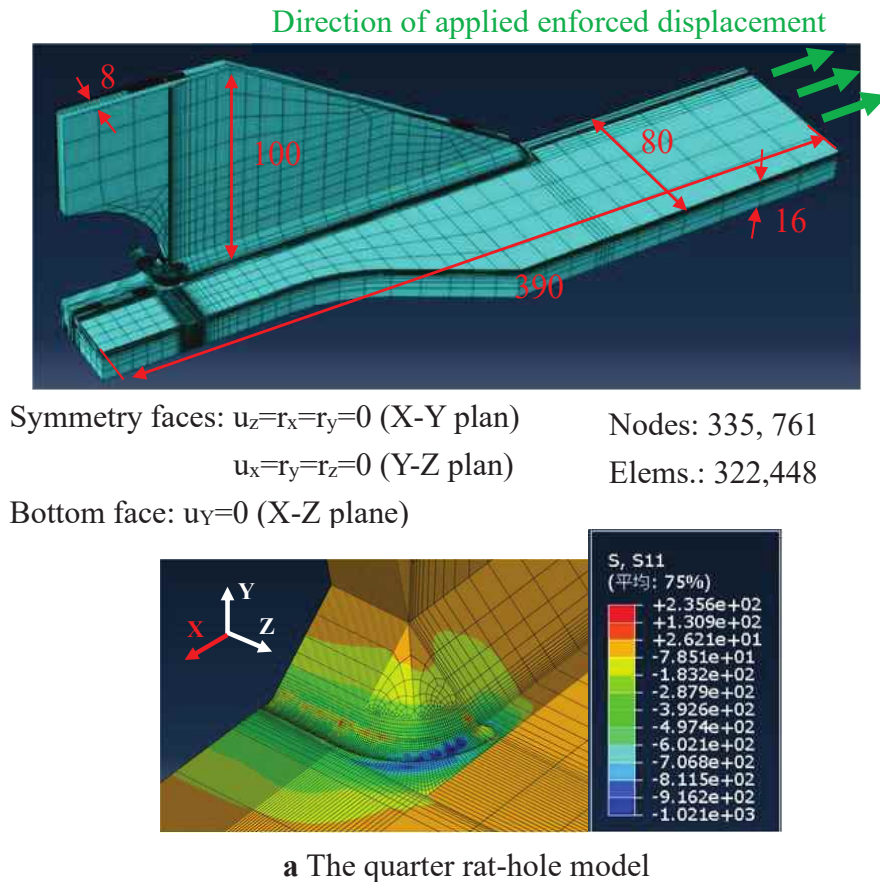 Direction of applied enforced displacement
8
100
80
16
390
Symmetry faces: uz=rx=ry=0 (X-Y plan)
Nodes: 335, 761
ux=ry=rz=0 (Y-Z plan)
Elems.: 322,448
Bottom face: uY=0 (X-Z plane)
Y
X
Z
S, S11
(平均: 75%)
+2.356e+02
+1.309e+02
+2.621e+01
-7.851e+01
-1.832e+02
-2.879e+02
-3.926e+02
-4.974e+02
-6.021e+02
-7.068e+02
-8.115e+02
-9.162e+02
-1.021e+03
a The quarter rat-hole model